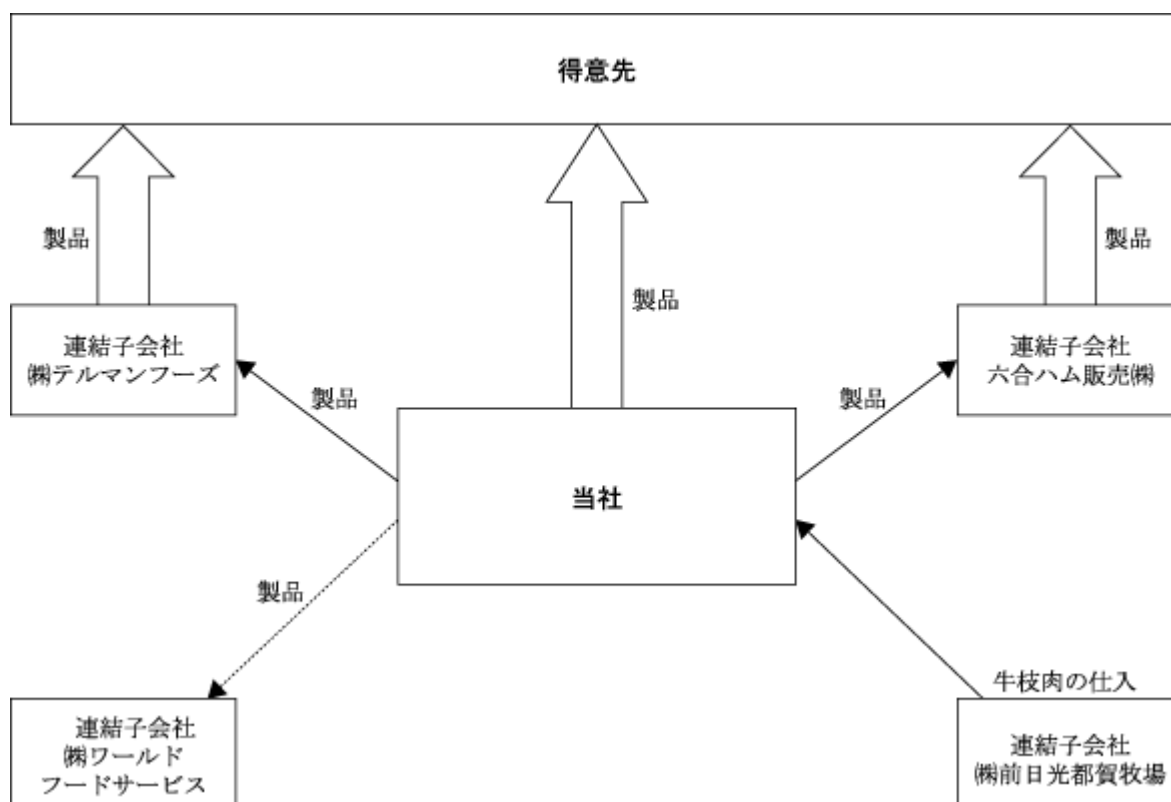 得意先
製品
製品
製品
連結子会社
㈱テルマンフーズ
連結子会社
六合ハム販売㈱
製品
製品
当社
製品
牛枝肉の仕入
連結子会社
㈱ワールド
フードサービス
連結子会社
㈱前日光都賀牧場